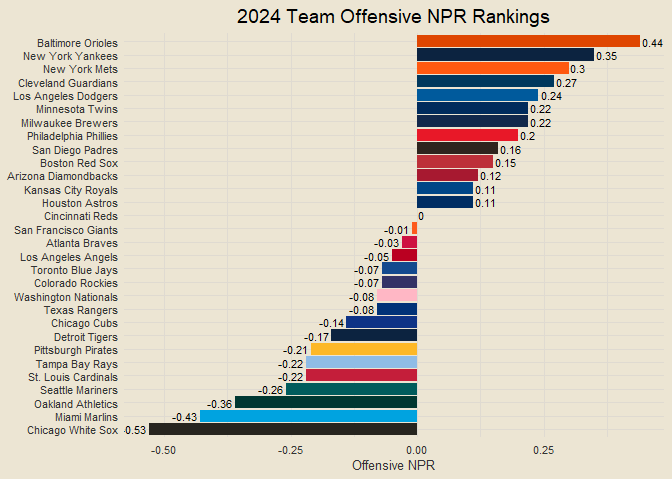 2024 Team Offensive NPR Rankings
Baltimore Orioles 0.44
New York Yankees 0.35
New York Mets 0.3
Cleveland Guardians 0.27
Los Angeles Dodgers 0.24
Minnesota Twins 0.22
Milwaukee Brewers 0.22
Philadelphia Phillies 0.2
San Diego Padres 0.16
Boston Red Sox 0.15
Arizona Diamondbacks 0.12
Kansas City Royals 0.11
Houston Astros 0.11
Cincinnati Reds 0
San Francisco Giants -0.01
Atlanta Braves -0.03
Los Angeles Angels -0.05
Toronto Blue Jays -0.07
Colorado Rockies -0.07
Washington Nationals -0.08
Texas Rangers -0.08
Chicago Cubs -0.14
Detroit Tigers -0.17
Pittsburgh Pirates -0.21
Tampa Bay Rays -0.22
St. Louis Cardinals -0.22
Seattle Mariners -0.26
Oakland Athletics -0.36
Miami Marlins -0.43
Chicago White Sox -0.53
-0.50 -0.25 0.00 0.25
Offensive NPR